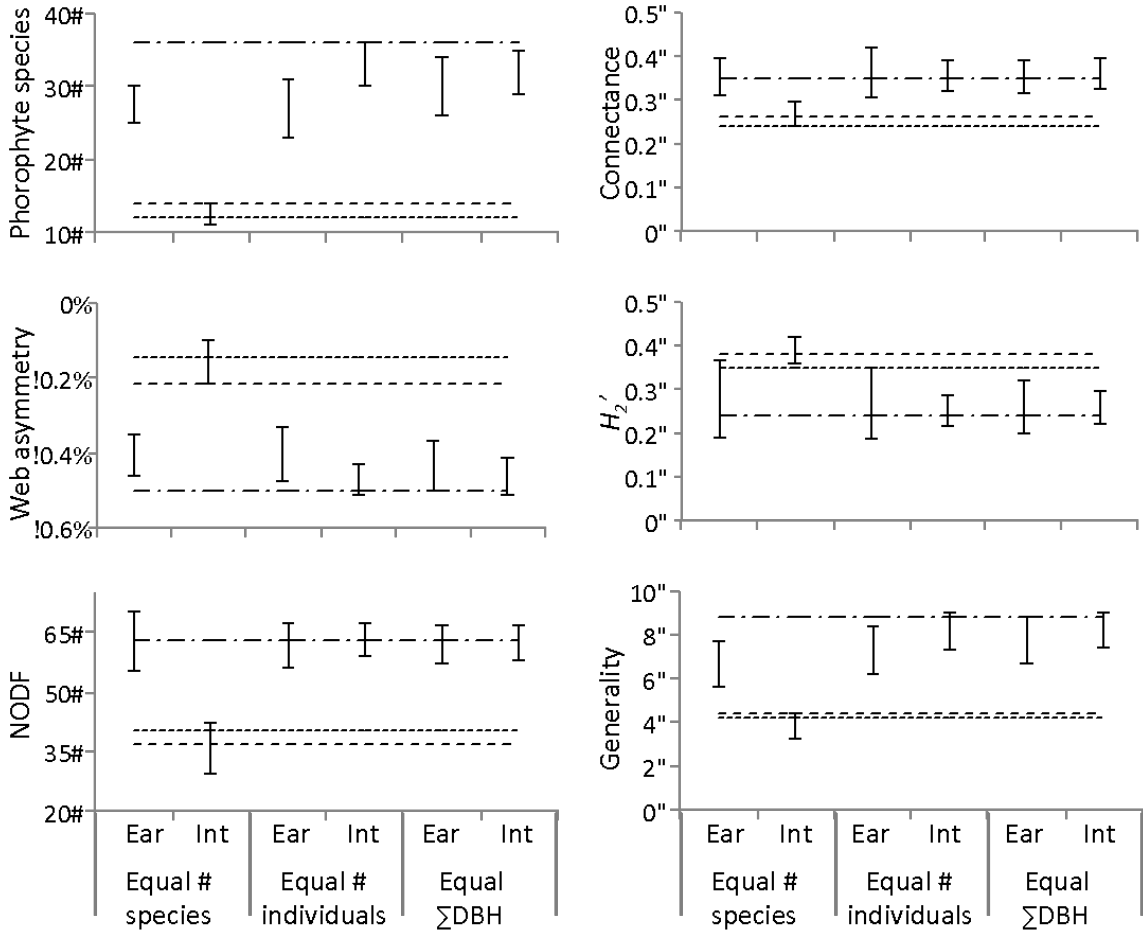 Phorophyte species
40#
30#
20#
10#
Connectance
0.5"
0.4"
0.3"
0.2"
0.1"
0"
Web asymmetry
0%
!0.2%
!0.4%
!0.6%
H₂′
0.5"
0.4"
0.3"
0.2"
0.1"
0"
NODF
65#
50#
35#
20#
Generality
10"
8"
6"
4"
2"
0"
Ear Int Ear Int Ear Int
Equal # species
Equal # individuals
Equal ∑DBH
Ear Int Ear Int Ear Int
Equal # species
Equal # individuals
Equal ∑DBH